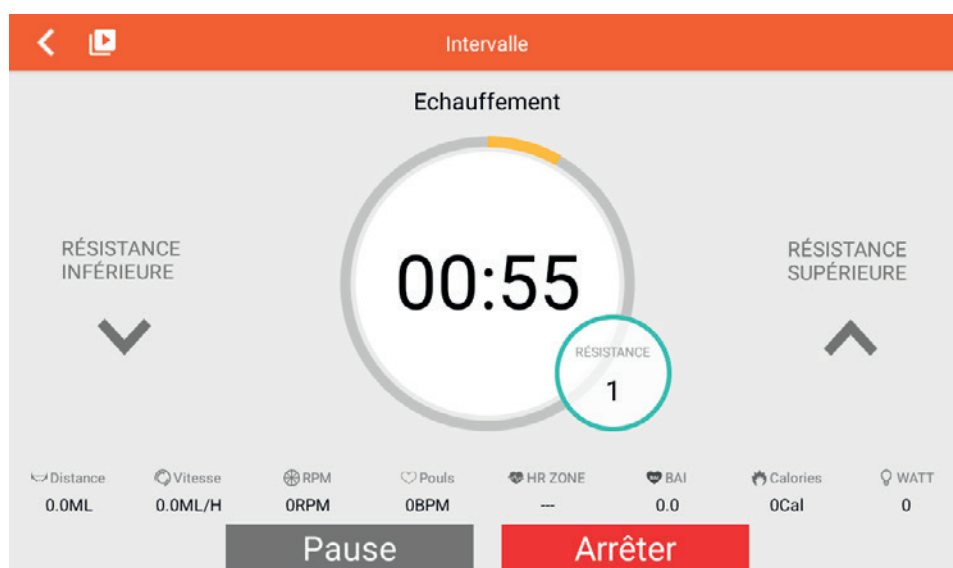 Intervalle
Echauffement
RÉSISTANCE
INFÉRIEURE
00:55
RÉSISTANCE
1
RÉSISTANCE
SUPÉRIEURE
Distance Vitesse RPM Pouls HR ZONE BAI Calories WATT
0.0ML 0.0ML/H 0RPM 0BPM --- 0.0 0Cal 0
Pause Arrêter